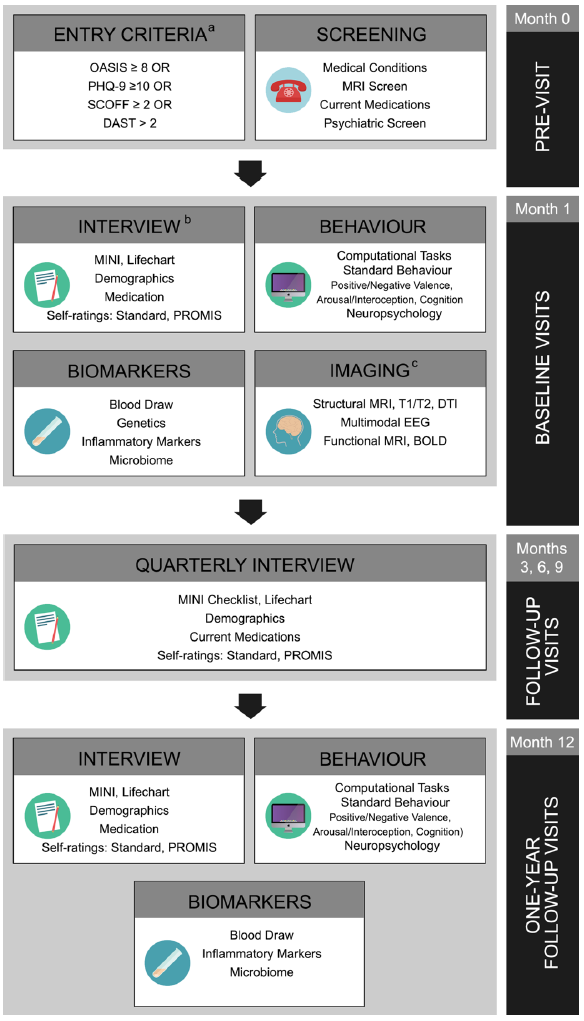 ENTRY CRITERIAa
OASIS ≥ 8 OR
PHQ-9 ≥10 OR
SCOFF ≥ 2 OR
DAST > 2
SCREENING
Medical Conditions
MRI Screen
Current Medications
Psychiatric Screen
Month 0
PRE-VISIT
INTERVIEW b
MINI, Lifechart
Demographics
Medication
Self-ratings: Standard, PROMIS
BEHAVIOUR
Computational Tasks
Standard Behaviour
Positive/Negative Valence,
Arousal/Interoception, Cognition
Neuropsychology
BIOMARKERS
Blood Draw
Genetics
Inflammatory Markers
Microbiome
IMAGINGc
Structural MRI, T1/T2, DTI
Multimodal EEG
Functional MRI, BOLD
Month 1
BASELINE VISITS
QUARTERLY INTERVIEW
MINI Checklist, Lifechart
Demographics
Current Medications
Self-ratings: Standard, PROMIS
Months
3, 6, 9
FOLLOW-UP
VISITS
INTERVIEW
MINI, Lifechart
Demographics
Medication
Self-ratings: Standard, PROMIS
BEHAVIOUR
Computational Tasks
Standard Behaviour
Positive/Negative Valence,
Arousal/Interoception, Cognition)
Neuropsychology
BIOMARKERS
Blood Draw
Inflammatory Markers
Microbiome
Month 12
ONE-YEAR
FOLLOW-UP VISITS